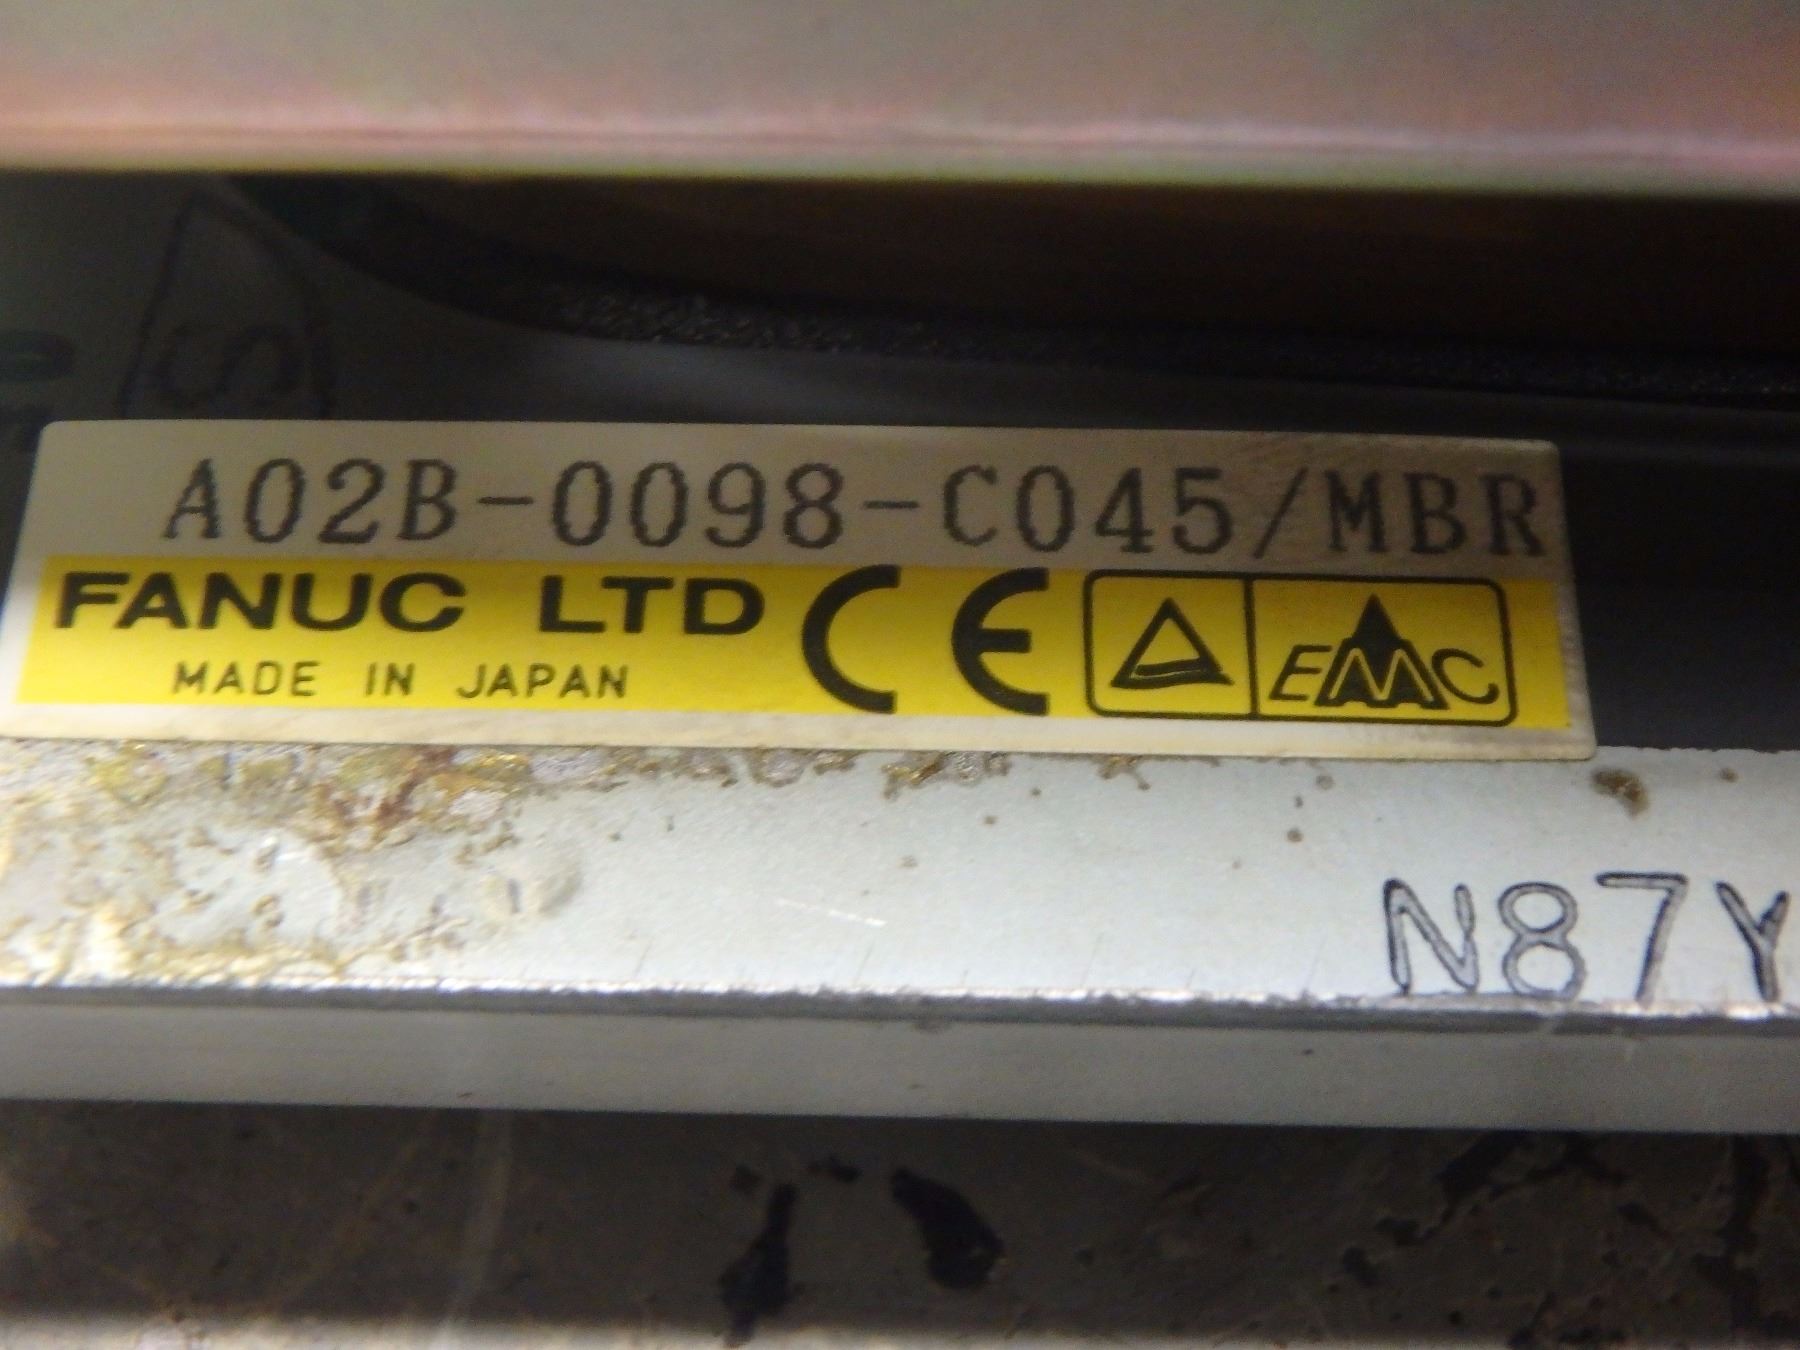 A02B-0098-C045/MBR
FANUC LTD CE EMC
MADE IN JAPAN
N87Y